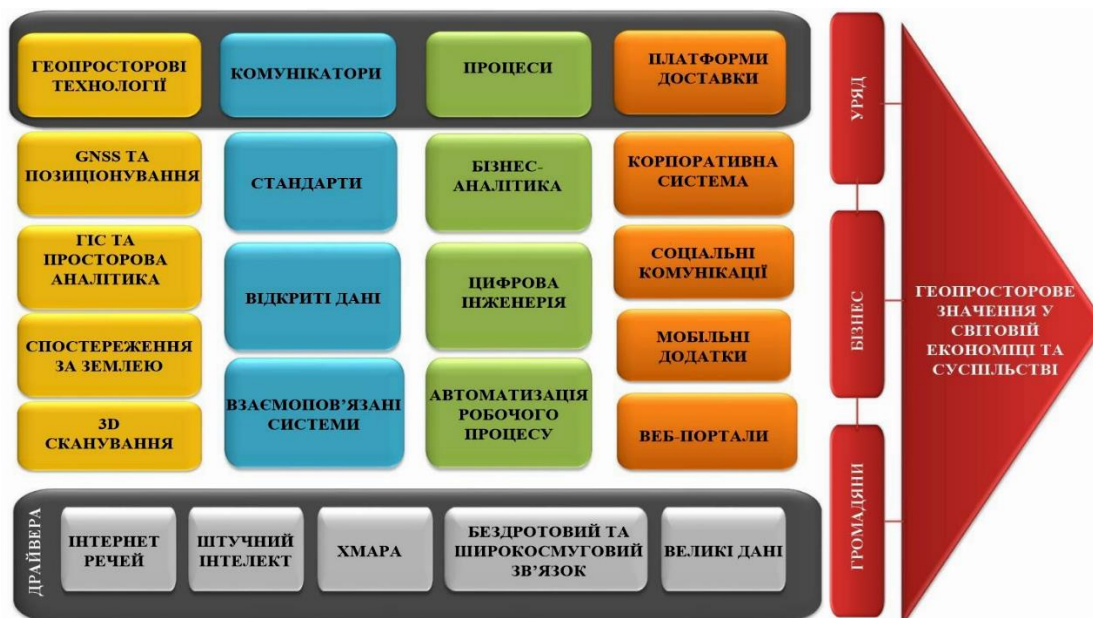 ГЕОПРОСТОРОВІ
ТЕХНОЛОГІЇ
КОМУНІКАТОРИ
ПРОЦЕСИ
ПЛАТФОРМИ
ДОСТАВКИ
GNSS ТА
ПОЗИЦІОНУВАННЯ
ГІС ТА
ПРОСТОРОВА
АНАЛІТИКА
СПОСТЕРЕЖЕННЯ
ЗА ЗЕМЛЕЮ
3D
СКАНУВАННЯ
СТАНДАРТИ
ВІДКРИТІ ДАНІ
ВЗАЄМОПОВ’ЯЗАНІ
СИСТЕМИ
БІЗНЕС-
АНАЛІТИКА
ЦИФРОВА
ІНЖЕНЕРІЯ
АВТОМАТИЗАЦІЯ
РОБОЧОГО
ПРОЦЕСУ
КОРПОРАТИВНА
СИСТЕМА
СОЦІАЛЬНІ
КОМУНІКАЦІЇ
МОБІЛЬНІ
ДОДАТКИ
ВЕБ-ПОРТАЛИ
ДРАЙВЕРА
ІНТЕРНЕТ
РЕЧЕЙ
ШТУЧНИЙ
ІНТЕЛЕКТ
ХМАРА
БЕЗДРОТОВИЙ ТА
ШИРОКОСМУГОВИЙ
ЗВ’ЯЗОК
ВЕЛИКІ ДАНІ
УРЯД
БІЗНЕС
ГРОМАДЯНИ
ГЕОПРОСТОРОВЕ
ЗНАЧЕННЯ У
СВІТОВІЙ
ЕКОНОМІЦІ ТА
СУСПІЛЬСТВІ